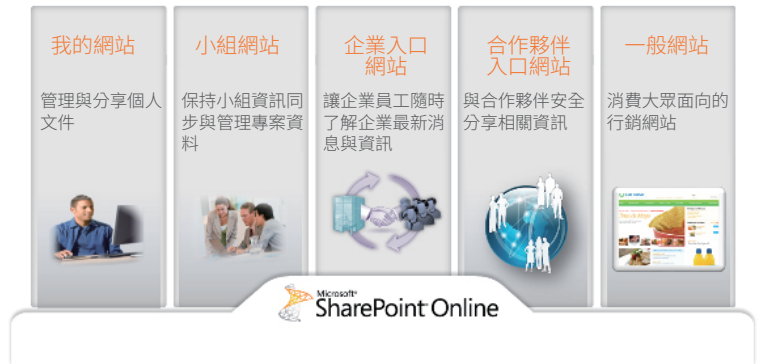 我的網站
管理與分享個人
文件
小組網站
保持小組資訊同
步與管理專案資
料
企業入口
網站
讓企業員工隨時
了解企業最新消
息與資訊
合作夥伴
入口網站
與合作夥伴安全
分享相關資訊
一般網站
消費大眾面向的
行銷網站
Microsoft®
SharePoint Online